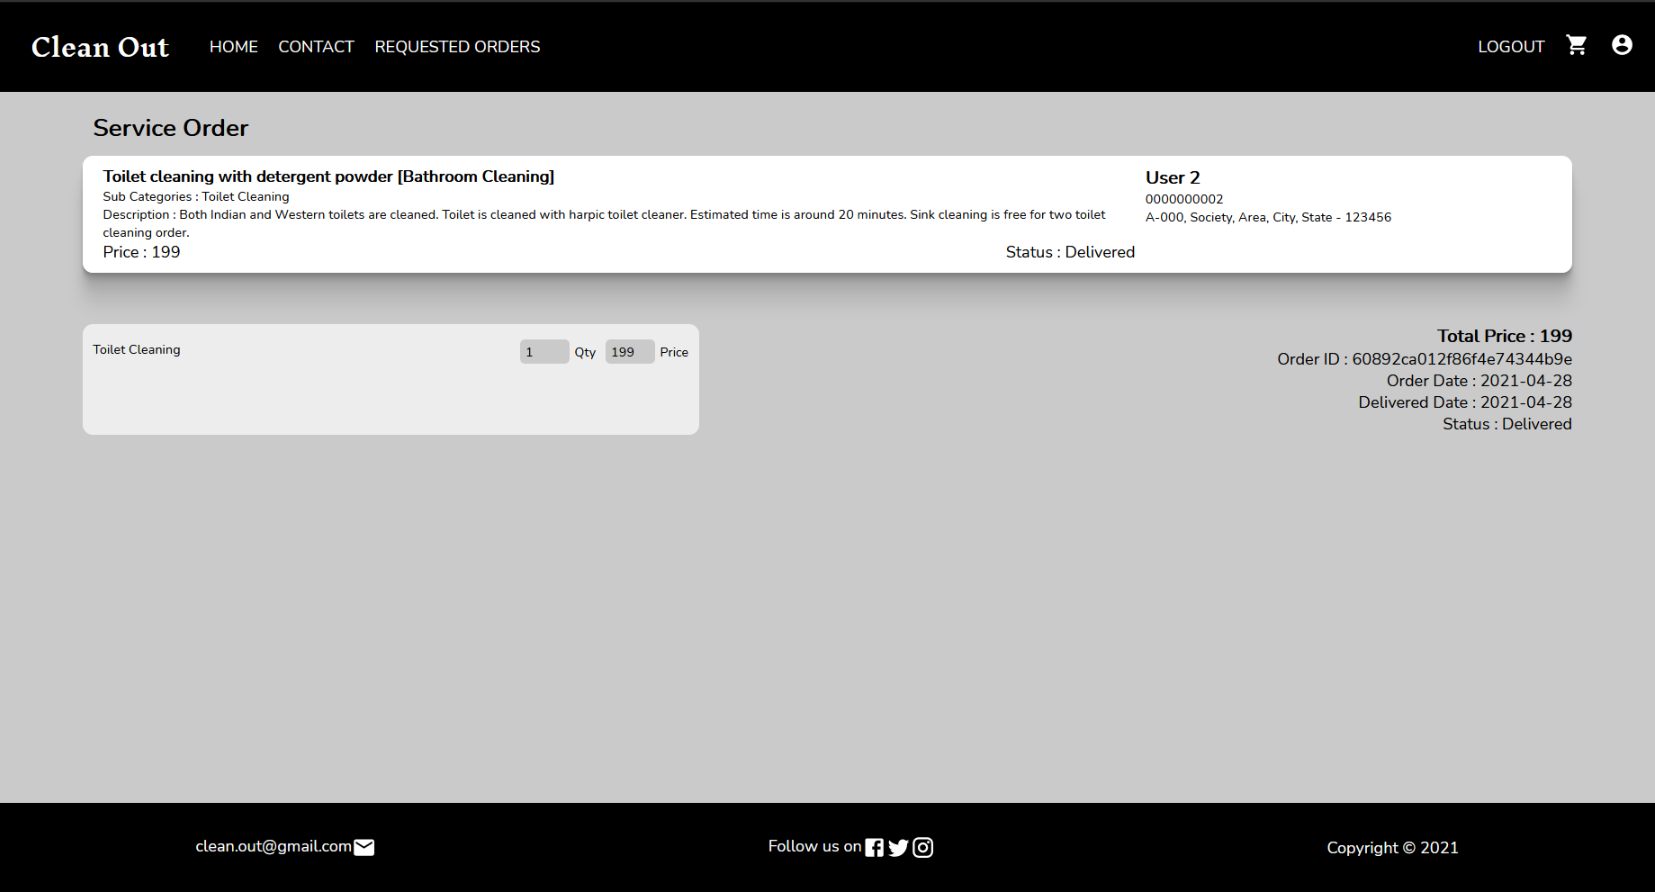 Clean Out
HOME
CONTACT
REQUESTED ORDERS
LOGOUT
Service Order
Toilet cleaning with detergent powder [Bathroom Cleaning]
Sub Categories : Toilet Cleaning
Description : Both Indian and Western toilets are cleaned. Toilet is cleaned with harpic toilet cleaner. Estimated time is around 20 minutes. Sink cleaning is free for two toilet
cleaning order.
Price : 199
Status : Delivered
User 2
0000000002
A-000, Society, Area, City, State - 123456
Toilet Cleaning
1 Qty 199 Price
Total Price : 199
Order ID : 60892ca012f86f4e74344b9e
Order Date : 2021-04-28
Delivered Date : 2021-04-28
Status : Delivered
clean.out@gmail.com
Follow us on
Copyright © 2021